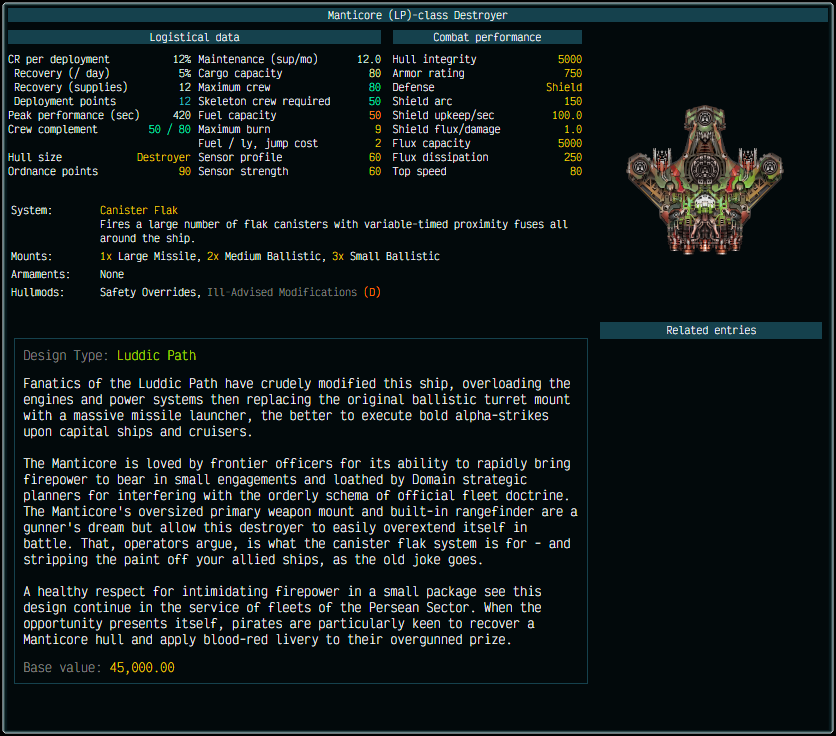 Manticore (LP)-class Destroyer
Logistical data
Combat performance
CR per deployment 12% Maintenance (sup/mo) 12.0 Hull integrity 5000
Recovery (/ day) 5% Cargo capacity 80 Armor rating 750
Recovery (supplies) 12 Maximum crew 80 Defense Shield
Deployment points 12 Skeleton crew required 50 Shield arc 150
Peak performance (sec) 420 Fuel capacity 50 Shield upkeep/sec 100.0
Crew complement 50 / 80 Maximum burn 9 Shield flux/damage 1.0
Fuel / ly, jump cost 2 Flux capacity 5000
Hull size Destroyer Sensor profile 60 Flux dissipation 250
Ordnance points 90 Sensor strength 60 Top speed 80
System: Canister Flak
Fires a large number of flak canisters with variable-timed proximity fuses all
around the ship.
Mounts: 1x Large Missile, 2x Medium Ballistic, 3x Small Ballistic
Armaments: None
Hullmods: Safety Overrides, Ill-Advised Modifications (D)
Related entries
Design Type: Luddic Path
Fanatics of the Luddic Path have crudely modified this ship, overloading the
engines and power systems then replacing the original ballistic turret mount
with a massive missile launcher, the better to execute bold alpha-strikes
upon capital ships and cruisers.
The Manticore is loved by frontier officers for its ability to rapidly bring
firepower to bear in small engagements and loathed by Domain strategic
planners for interfering with the orderly schema of official fleet doctrine.
The Manticore's oversized primary weapon mount and built-in rangefinder are a
gunner's dream but allow this destroyer to easily overextend itself in
battle. That, operators argue, is what the canister flak system is for - and
stripping the paint off your allied ships, as the old joke goes.
A healthy respect for intimidating firepower in a small package see this
design continue in the service of fleets of the Persean Sector. When the
opportunity presents itself, pirates are particularly keen to recover a
Manticore hull and apply blood-red livery to their overgunned prize.
Base value: 45,000.00